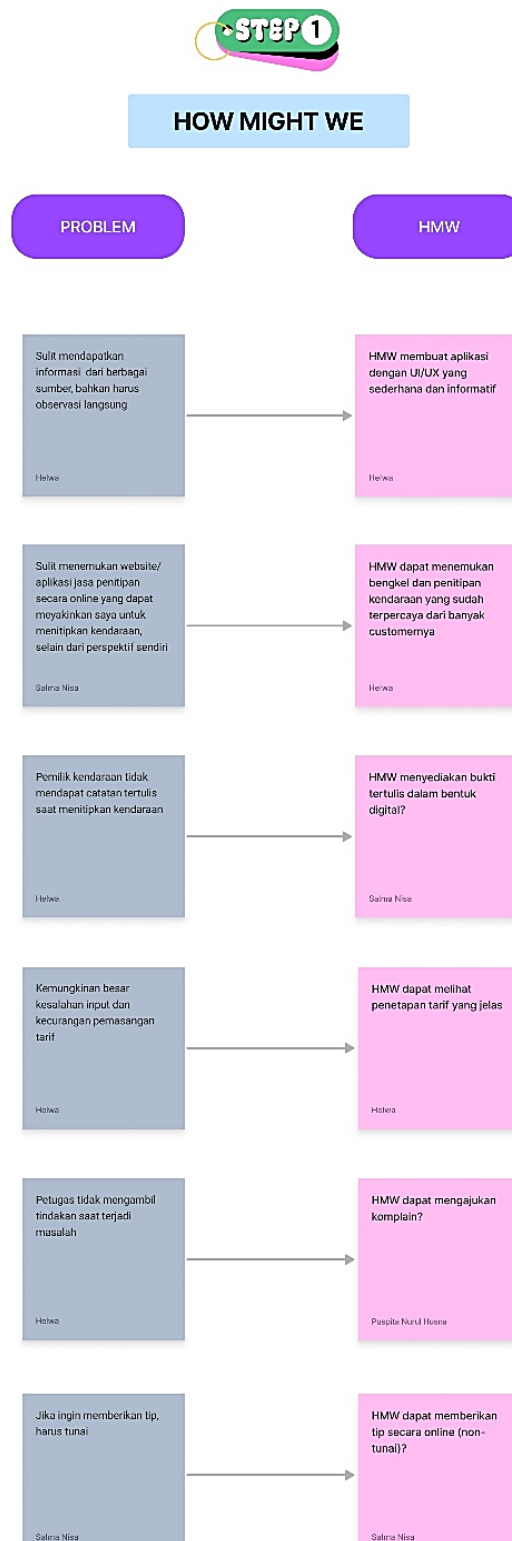 STEP 1
HOW MIGHT WE
PROBLEM
HMW
Sulit mendapatkan
informasi dari berbagai
sumber, bahkan harus
observasi langsung
Helwa
HMW membuat aplikasi
dengan UI/UX yang
sederhana dan informatif
Helwa
Sulit menemukan website/
aplikasi jasa penitipan
secara online yang dapat
meyakinkan saya untuk
menitipkan kendaraan,
selain dari perspektif sendiri
Salma Nisa
HMW dapat menemukan
bengkel dan penitipan
kendaraan yang sudah
terpercaya dari banyak
customernya
Helwa
Pemilik kendaraan tidak
mendapat catatan tertulis
saat menitipkan kendaraan
Helwa
HMW menyediakan bukti
tertulis dalam bentuk
digital?
Salma Nisa
Kemungkinan besar
kesalahan input dan
kecurangan pemasangan
tarif
Helwa
HMW dapat melihat
penetapan tarif yang jelas
Helwa
Petugas tidak mengambil
tindakan saat terjadi
masalah
Helwa
HMW dapat mengajukan
komplain?
Puspita Nurul Husna
Jika ingin memberikan tip,
harus tunai
Salma Nisa
HMW dapat memberikan
tip secara online (non-
tunai)?
Salma Nisa